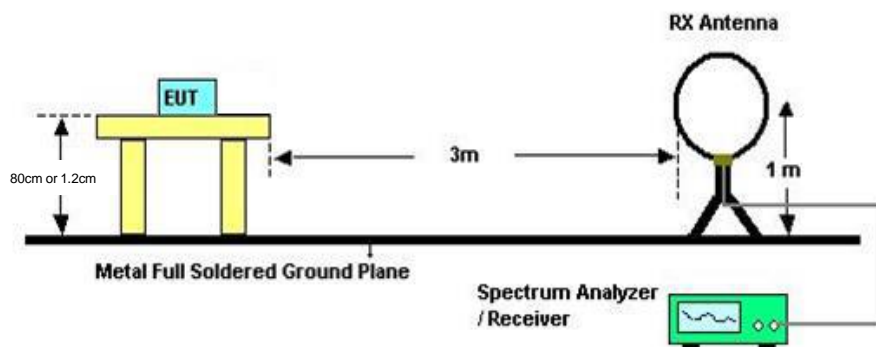 RX Antenna
EUT
80cm or 1.2cm
3m
1 m
Metal Full Soldered Ground Plane
Spectrum Analyzer
/ Receiver